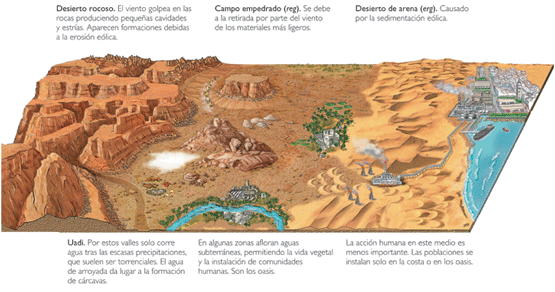 Desierto rocoso. El viento golpea en las
rocas produciendo pequeñas cavidades
y estrías. Aparecen formaciones debidas
a la erosión eólica.
Campo empedrado (reg). Se debe
a la retirada por parte del viento
de los materiales más ligeros.
Desierto de arena (erg). Causado
por la sedimentación eólica.
Uadi. Por estos valles solo corre
agua tras las escasas precipitaciones,
que suelen ser torrenciales. El agua
de arroyada da lugar a la formación
de cárcavas.
En algunas zonas afloran aguas
subterráneas, permitiendo la vida vegetal
y la instalación de comunidades
humanas. Son los oasis.
La acción humana en este medio es
menos importante. Las poblaciones se
instalan solo en la costa o en los oasis.